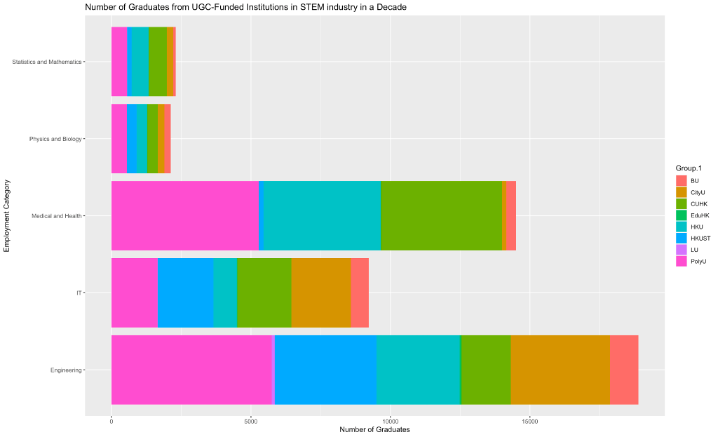 Number of Graduates from UGC-Funded Institutions in STEM industry in a Decade
Employment Category
Statistics and Mathematics
Physics and Biology
Medical and Health
IT
Engineering
0
5000
10000
15000
Number of Graduates
Group.1
BU
CityU
CUHK
EduHK
HKU
HKUST
LU
PolyU